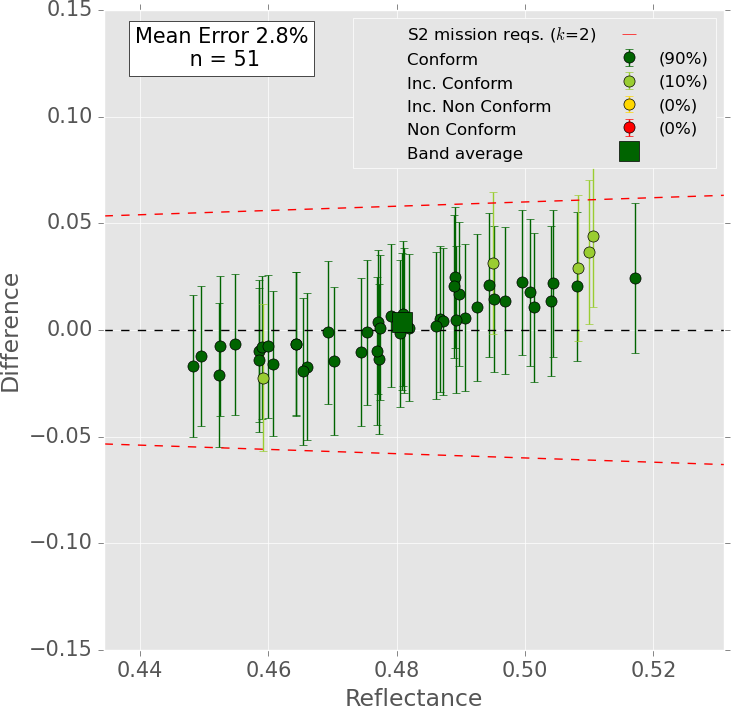 Mean Error 2.8%
n = 51
S2 mission reqs. (k=2)
Conform (90%)
Inc. Conform (10%)
Inc. Non Conform (0%)
Non Conform (0%)
Band average
0.15
0.10
0.05
0.00
−0.05
−0.10
−0.15
Difference
0.44 0.46 0.48 0.50 0.52
Reflectance